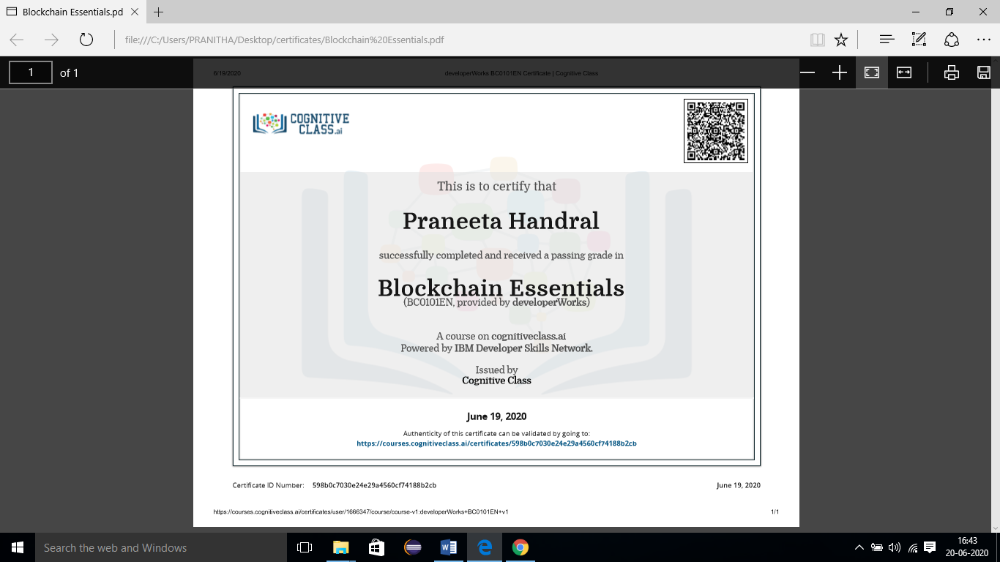 Blockchain Essentials.pd
file:///C:/Users/PRANITHA/Desktop/certificates/Blockchain%20Essentials.pdf
1 of 1
6/19/2020 developerWorks BC0101EN Certificate | Cognitive Class
COGNITIVE
CLASS.ai
This is to certify that
Praneeta Handral
successfully completed and received a passing grade in
Blockchain Essentials
(BC0101EN, provided by developerWorks)
A course on cognitiveclass.ai
Powered by IBM Developer Skills Network.
Issued by
Cognitive Class
June 19, 2020
Authenticity of this certificate can be validated by going to:
https://courses.cognitiveclass.ai/certificates/598b0c7030e24e29a4560cf74188b2cb
Certificate ID Number: 598b0c7030e24e29a4560cf74188b2cb June 19, 2020
https://courses.cognitiveclass.ai/certificates/user/1666347/course/course-v1:developerWorks+BC0101EN+v1 1/1
Search the web and Windows
16:43
20-06-2020